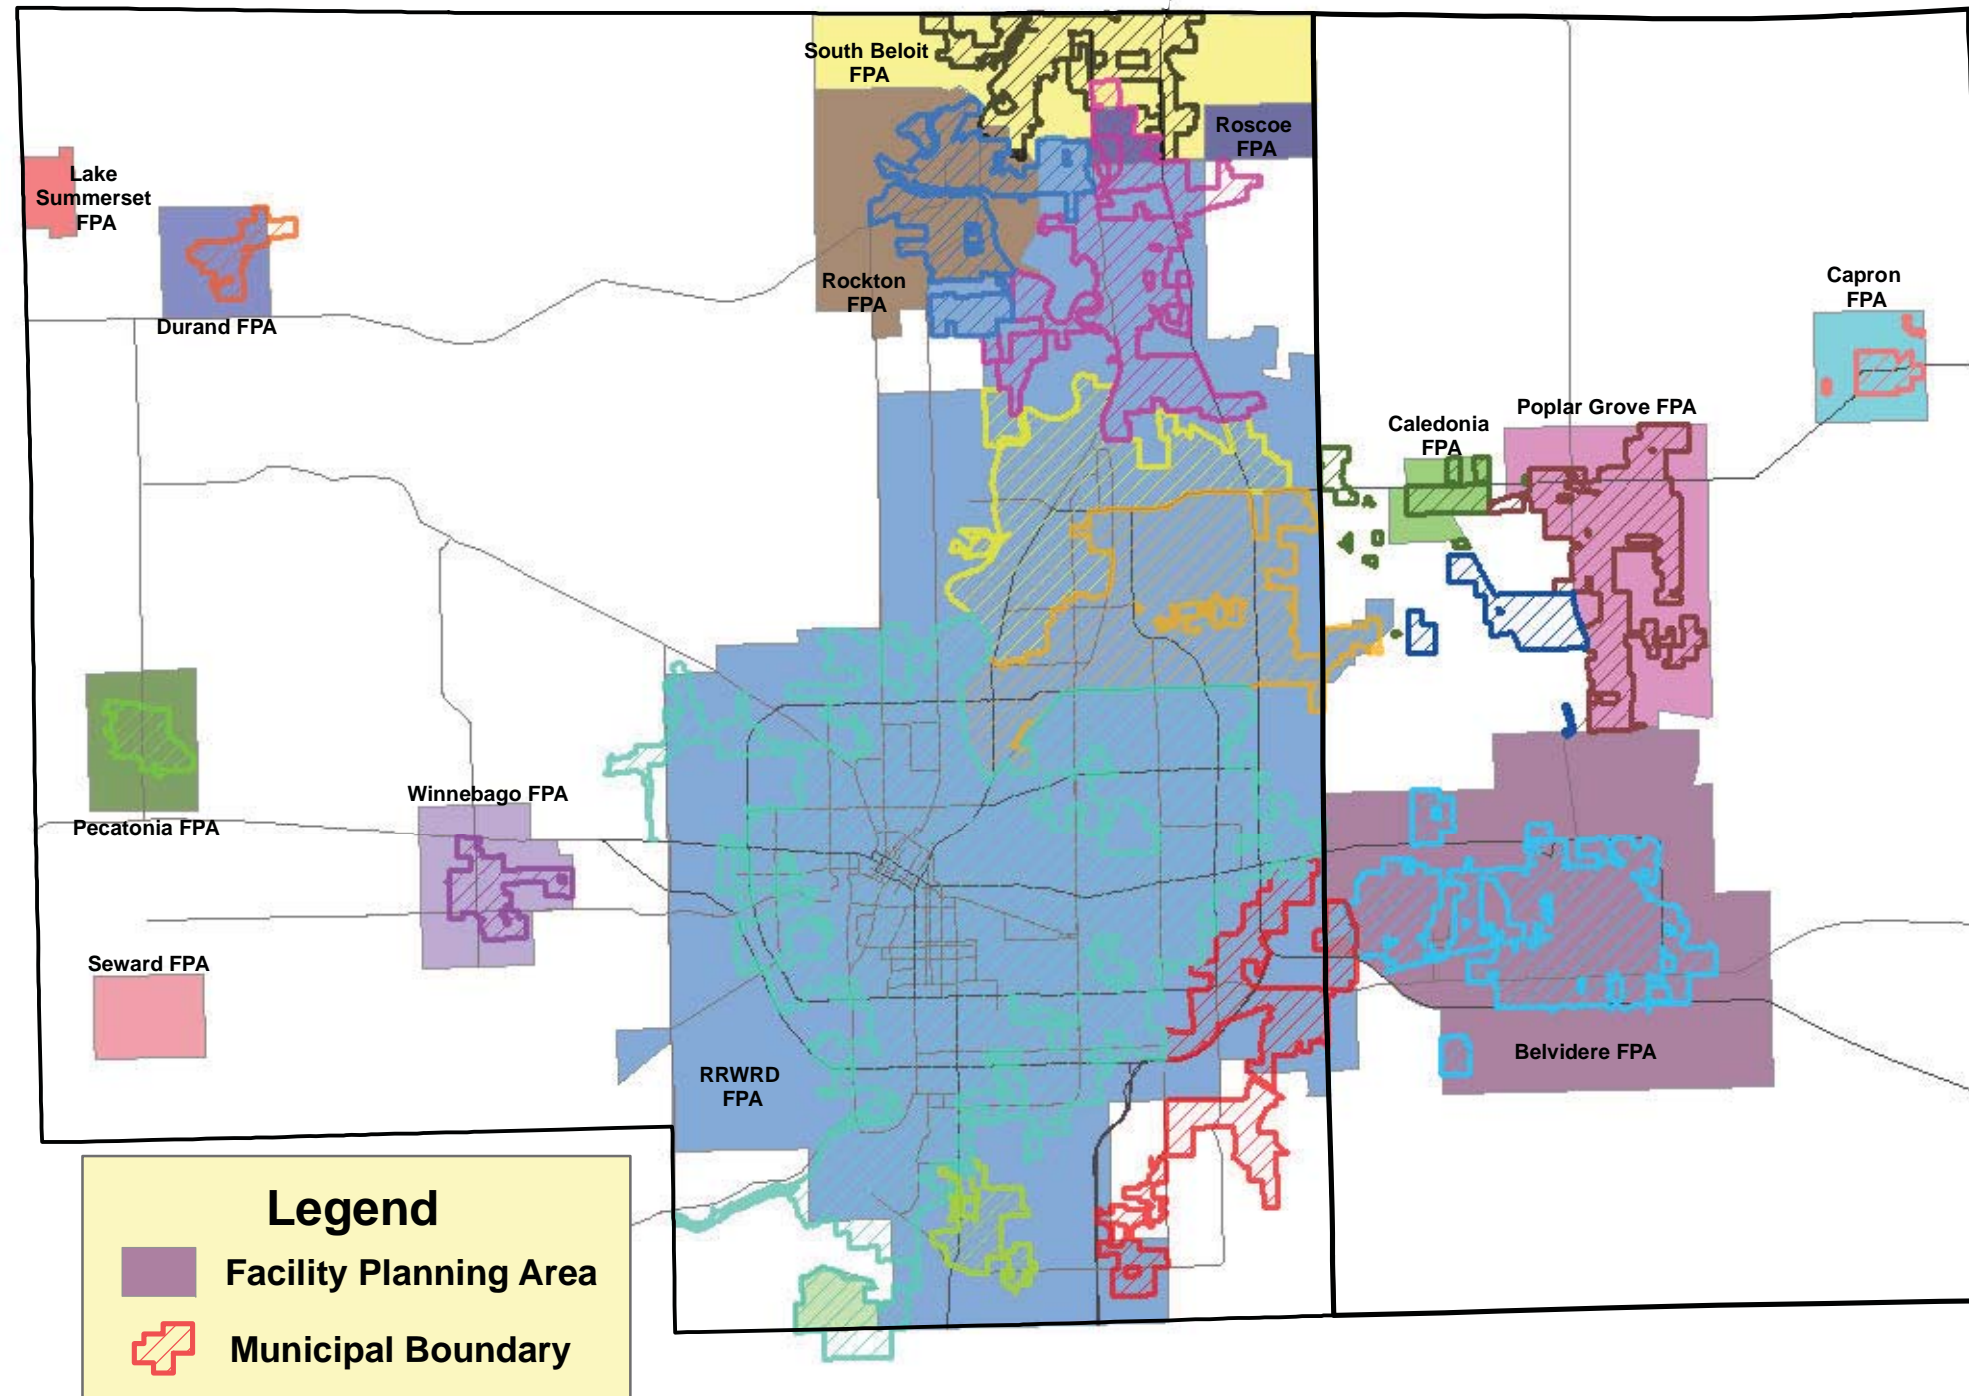 South Beloit
FPA
Roscoe
FPA
Lake
Summerset
FPA
Rockton
FPA
Durand FPA
Capron
FPA
Poplar Grove FPA
Caledonia
FPA
Winnebago FPA
Pecatonia FPA
Seward FPA
RRWRD
FPA
Belvidere FPA
Legend
Facility Planning Area
Municipal Boundary